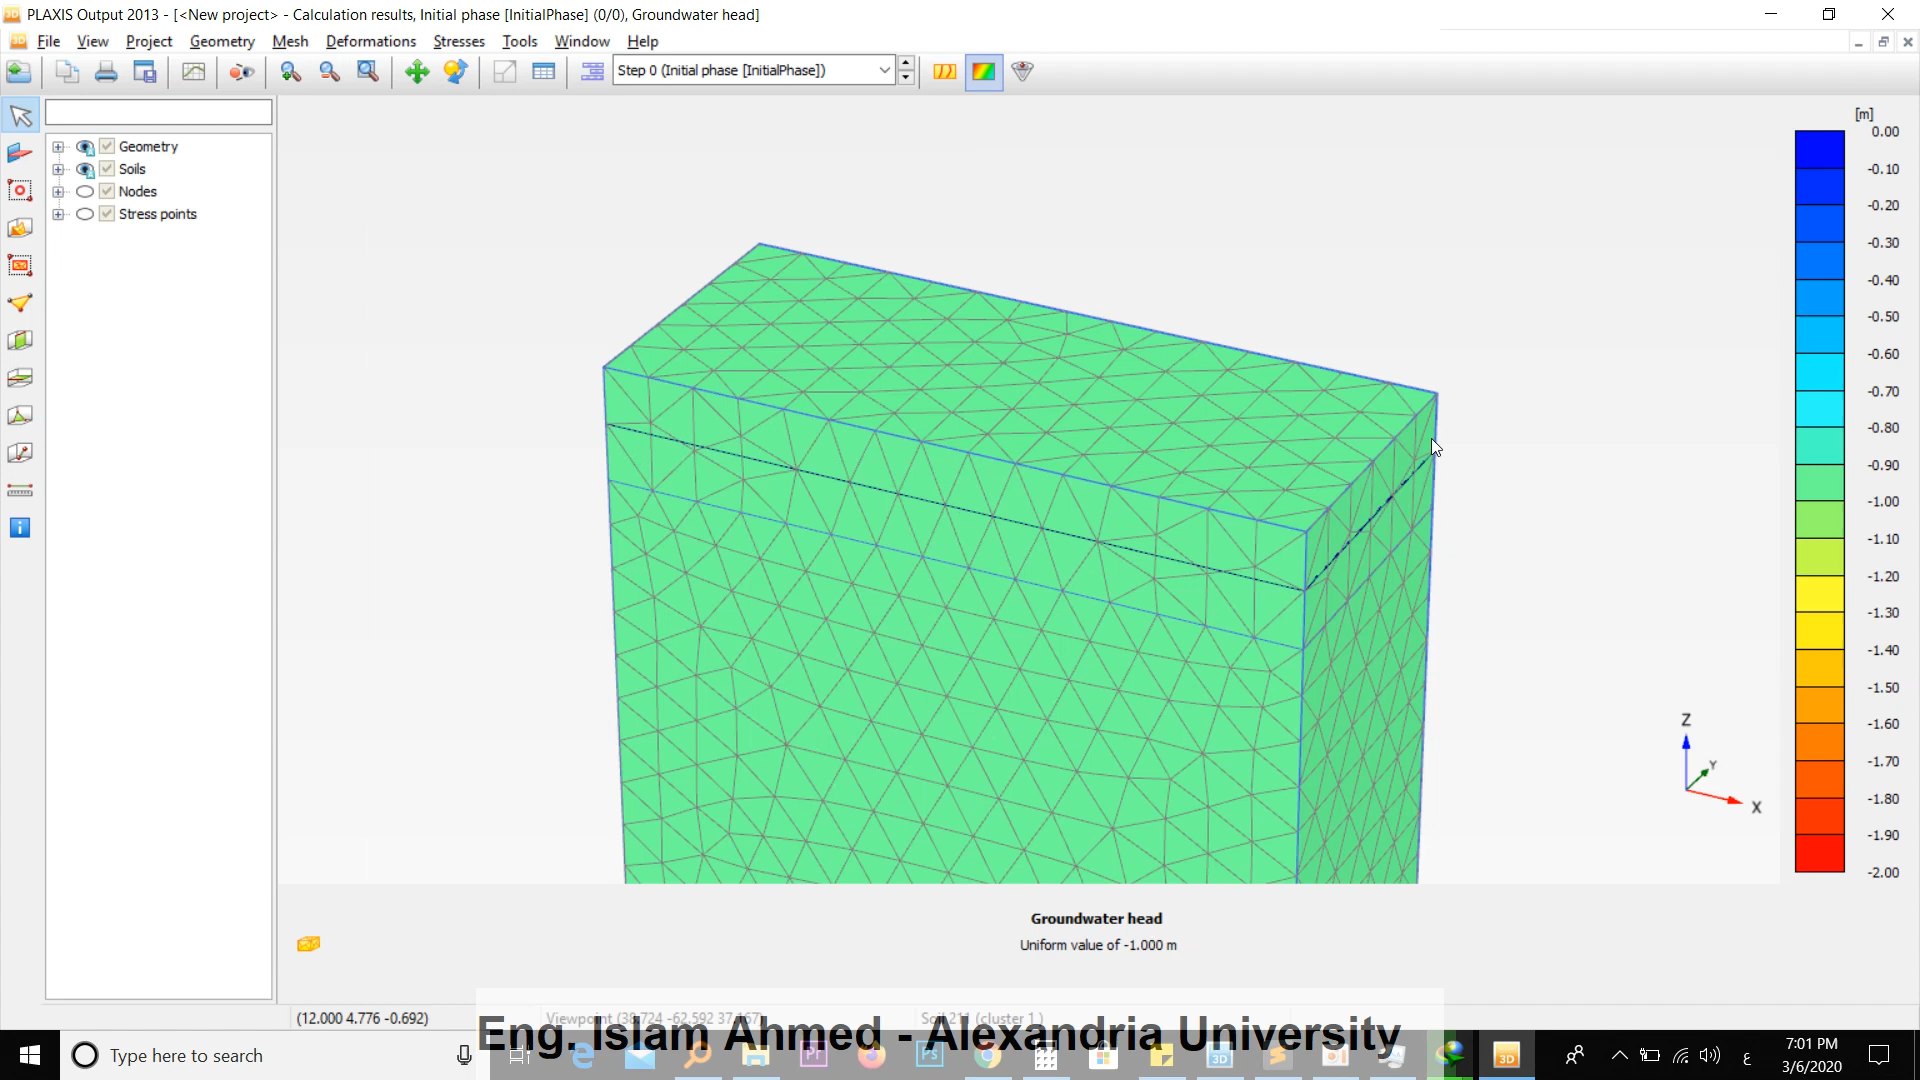 PLAXIS Output 2013 - [<New project> - Calculation results, Initial phase [InitialPhase] (0/0), Groundwater head]
File View Project Geometry Mesh Deformations Stresses Tools Window Help
Step 0 (Initial phase [InitialPhase])
Geometry
Soils
Nodes
Stress points
[m]
0.00
-0.10
-0.20
-0.30
-0.40
-0.50
-0.60
-0.70
-0.80
-0.90
-1.00
-1.10
-1.20
-1.30
-1.40
-1.50
-1.60
-1.70
-1.80
-1.90
-2.00
Z
Y
X
Groundwater head
Uniform value of -1.000 m
(12.000 4.776 -0.692)
Eng. Islam Ahmed - Alexandria University
Type here to search
ع
7:01 PM
3/6/2020